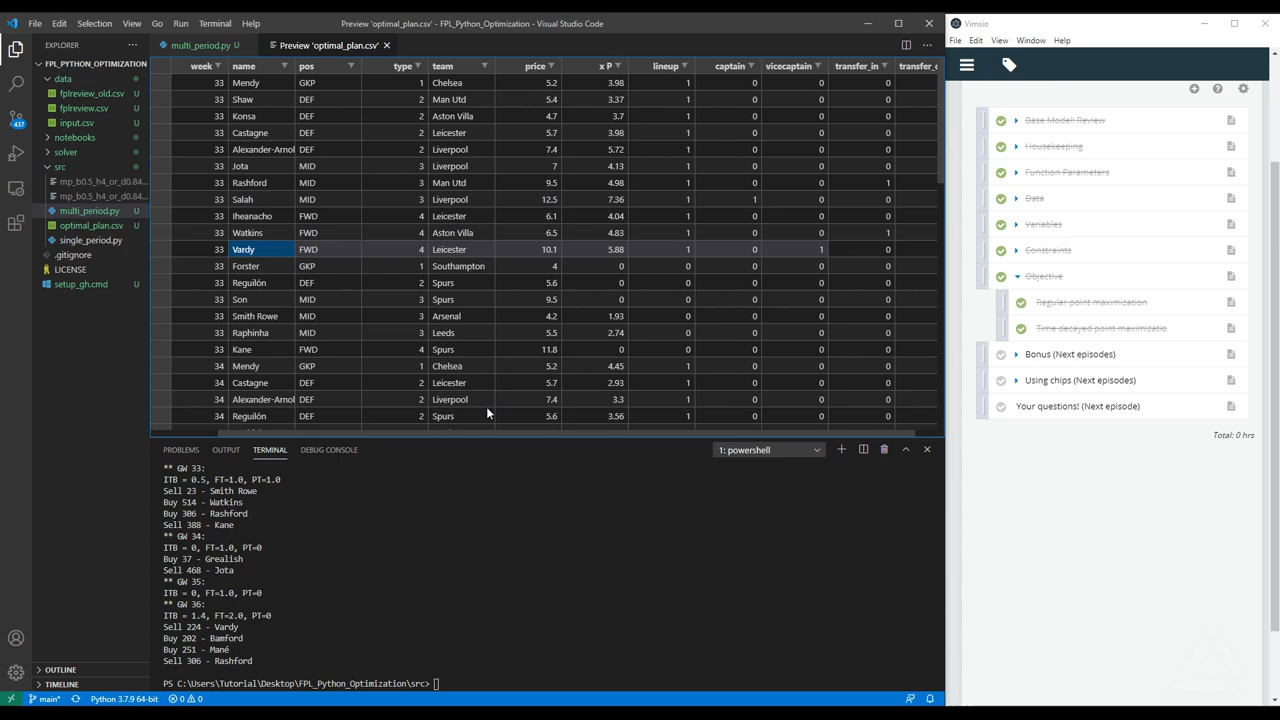 File Edit Selection View Go Run Terminal Help Preview 'optimal_plan.csv' - FPL_Python_Optimization - Visual Studio Code
EXPLORER
FPL_PYTHON_OPTIMIZATION
data
fplreview_old.csv U
fplreview.csv U
input.csv U
notebooks
solver
src
mp_b0.5_h4_or_d0.84...
mp_b0.5_h4_or_d0.84...
multi_period.py U
optimal_plan.csv U
single_period.py
.gitignore
LICENSE
setup_gh.md U
OUTLINE
TIMELINE
437
multi_period.py U
week name pos type team price x P lineup captain vicecaptain transfer_in
33 Mendy GKP 1 Chelsea 5.2 3.98 1 0 0 0
33 Shaw DEF 2 Man Utd 5.4 3.37 1 0 0 0
33 Konsa DEF 2 Aston Villa 4.7 3.7 1 0 0 0
33 Castagne DEF 2 Leicester 5.7 3.98 1 0 0 0
33 Alexander-Arnol DEF 2 Liverpool 7.4 5.72 1 0 0 0
33 Jota MID 3 Liverpool 7 4.13 1 0 0 0
33 Rashford MID 3 Man Utd 9.5 4.98 1 0 0 1
33 Salah MID 3 Liverpool 12.5 7.36 1 1 0 0
33 Iheanacho FWD 4 Leicester 6.1 4.04 1 0 0 0
33 Watkins FWD 4 Aston Villa 6.5 4.83 1 0 0 1
33 Vardy FWD 4 Leicester 10.1 5.88 1 0 1 0
33 Forster GKP 1 Southampton 4 0 0 0 0 0
33 Reguilón DEF 2 Spurs 5.6 0 0 0 0 0
33 Son MID 3 Spurs 9.5 0 0 0 0 0
33 Smith Rowe MID 3 Arsenal 4.2 1.93 0 0 0 0
33 Raphinha MID 3 Leeds 5.5 2.74 0 0 0 0
33 Kane FWD 4 Spurs 11.8 0 0 0 0 0
34 Mendy GKP 1 Chelsea 5.2 4.45 1 0 0 0
34 Castagne DEF 2 Leicester 5.7 2.93 1 0 0 0
34 Alexander-Arnol DEF 2 Liverpool 7.4 3.3 1 0 0 0
34 Reguilón DEF 2 Spurs 5.6 3.56 1 0 0 0
PROBLEMS OUTPUT TERMINAL DEBUG CONSOLE 1: powershell
** GW 33:
ITB = 0.5, FT=1.0, PT=1.0
Sell 23 - Smith Rowe
Buy 514 - Watkins
Buy 306 - Rashford
Sell 388 - Kane
** GW 34:
ITB = 0, FT=1.0, PT=0
Buy 37 - Grealish
Sell 468 - Jota
** GW 35:
ITB = 0, FT=1.0, PT=0
** GW 36:
ITB = 1.4, FT=2.0, PT=0
Sell 224 - Vardy
Buy 202 - Bamford
Buy 251 - Mané
Sell 306 - Rashford
PS C:\Users\Tutorial\Desktop\FPL_Python_Optimization\src>
main* Python 3.7.9 64-bit 0 0
Vimsio
File Edit View Window Help
Base Model: Review
Housekeeping
Function Parameters
Data
Variables
Constraints
Objective
Regular point maximization
Time decayed point maximizatio
Bonus (Next episodes)
Using chips (Next episodes)
Your questions! (Next episode)
Total: 0 hrs